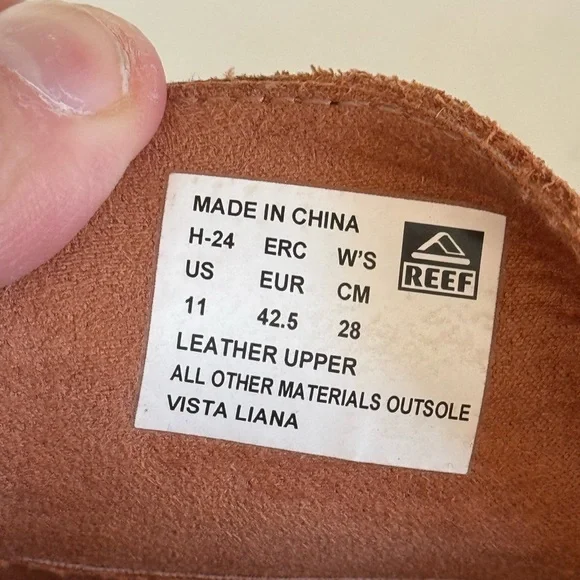 MADE IN CHINA
H-24 ERC W'S
REEF
US EUR CM
11 42.5 28
LEATHER UPPER
ALL OTHER MATERIALS OUTSOLE
VISTA LIANA